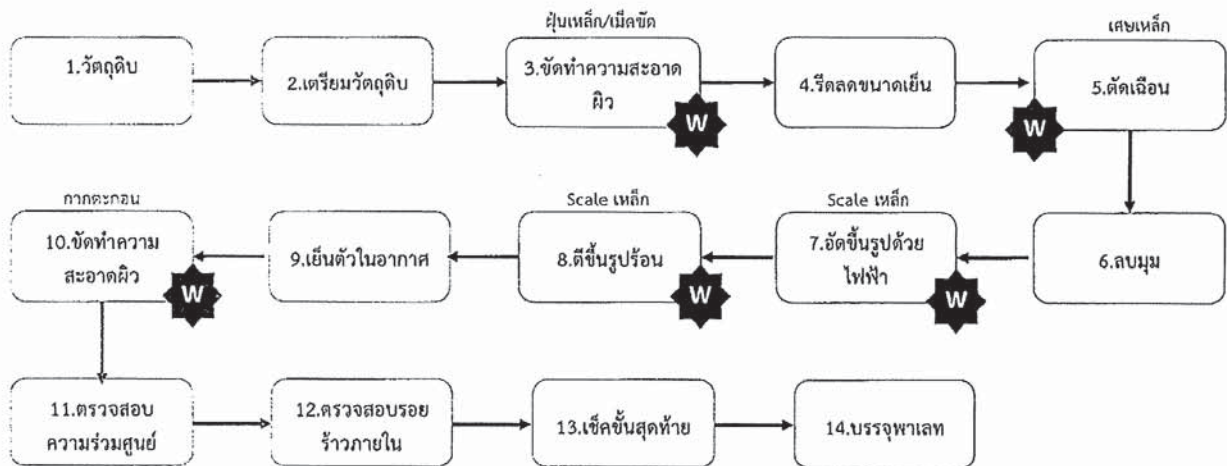 ฝุ่นเหล็ก/เม็ดขัด
เศษเหล็ก
1.วัตถุดิบ
2.เตรียมวัตถุดิบ
3.ขัดทำความสะอาด
ผิว
W
4.รีดลดขนาดเย็น
5.ตัดเฉือน
W
6.ลบมุม
Scale เหล็ก
7.อัดขึ้นรูปด้วย
ไฟฟ้า
W
Scale เหล็ก
8.ตีขึ้นรูปร้อน
W
9.เย็นตัวในอากาศ
กากตะกอน
10.ขัดทำความ
สะอาดผิว
W
11.ตรวจสอบ
ความร่วมศูนย์
12.ตรวจสอบรอย
ร้าวภายใน
13.เช็คขั้นสุดท้าย
14.บรรจุพาเลท